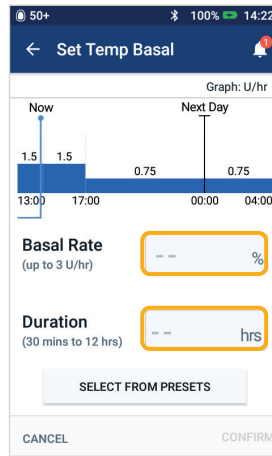 50+ 100% 14:22
Set Temp Basal 1
Graph: U/hr
Now Next Day
1.5 1.5 0.75 0.75
13:00 17:00 00:00 04:00
Basal Rate
(up to 3 U/hr)
-- %
Duration
(30 mins to 12 hrs)
-- hrs
SELECT FROM PRESETS
CANCEL CONFIRM